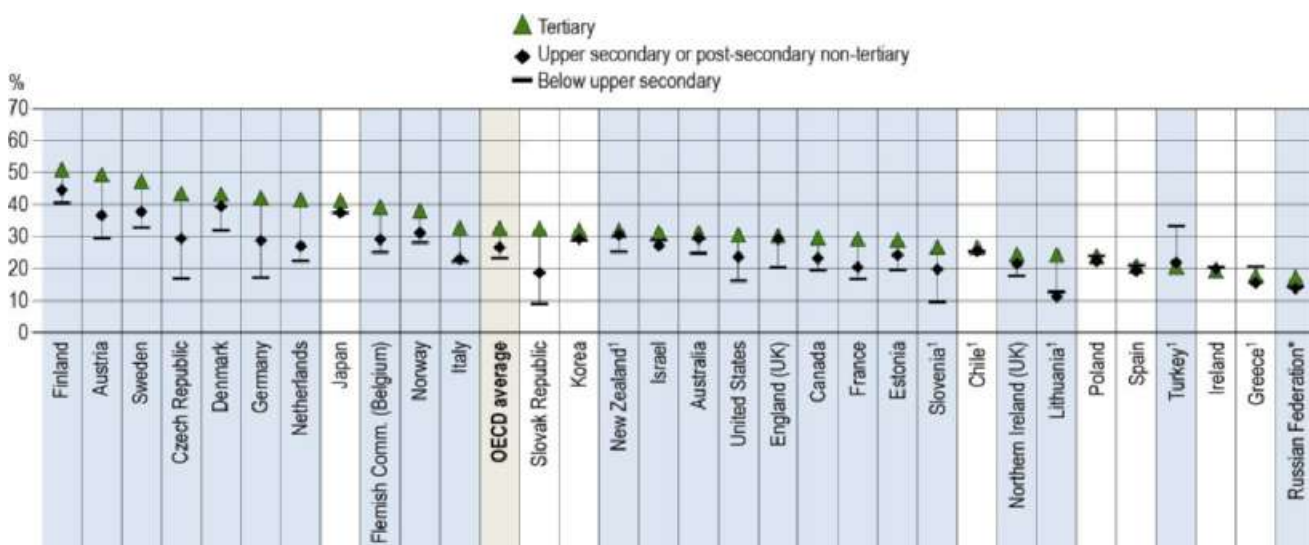 Tertiary
Upper secondary or post-secondary non-tertiary
Below upper secondary
%
70
60
50
40
30
20
10
0
Finland
Austria
Sweden
Czech Republic
Denmark
Germany
Netherlands
Japan
Flemish Comm. (Belgium)
Norway
Italy
OECD average
Slovak Republic
Korea
New Zealand¹
Israel
Australia
United States
England (UK)
Canada
France
Estonia
Slovenia¹
Chile¹
Northern Ireland (UK)
Lithuania¹
Poland
Spain
Turkey¹
Ireland
Greece¹
Russian Federation*